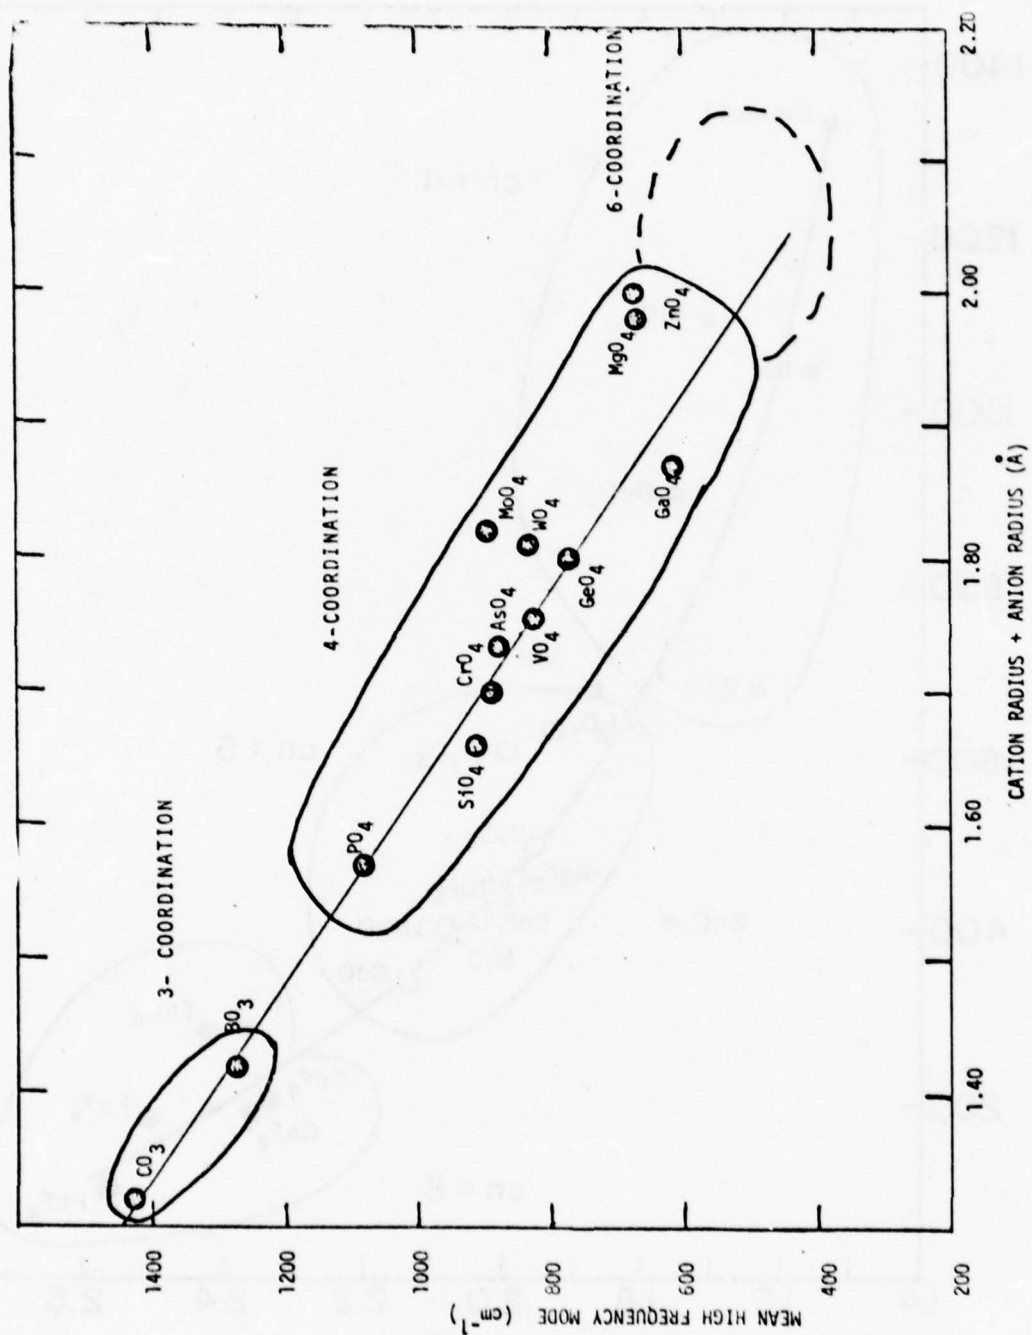 3- COORDINATION
4-COORDINATION
6-COORDINATION
CO3
BO3
PO4
SiO4
CrO4
AsO4
VO4
MoO4
WO4
GeO4
GaO4
MgO4
ZnO4
MEAN HIGH FREQUENCY MODE (cm⁻¹)
1400
1200
1000
800
600
400
200
1.40
1.60
1.80
2.00
2.20
CATION RADIUS + ANION RADIUS (Å)